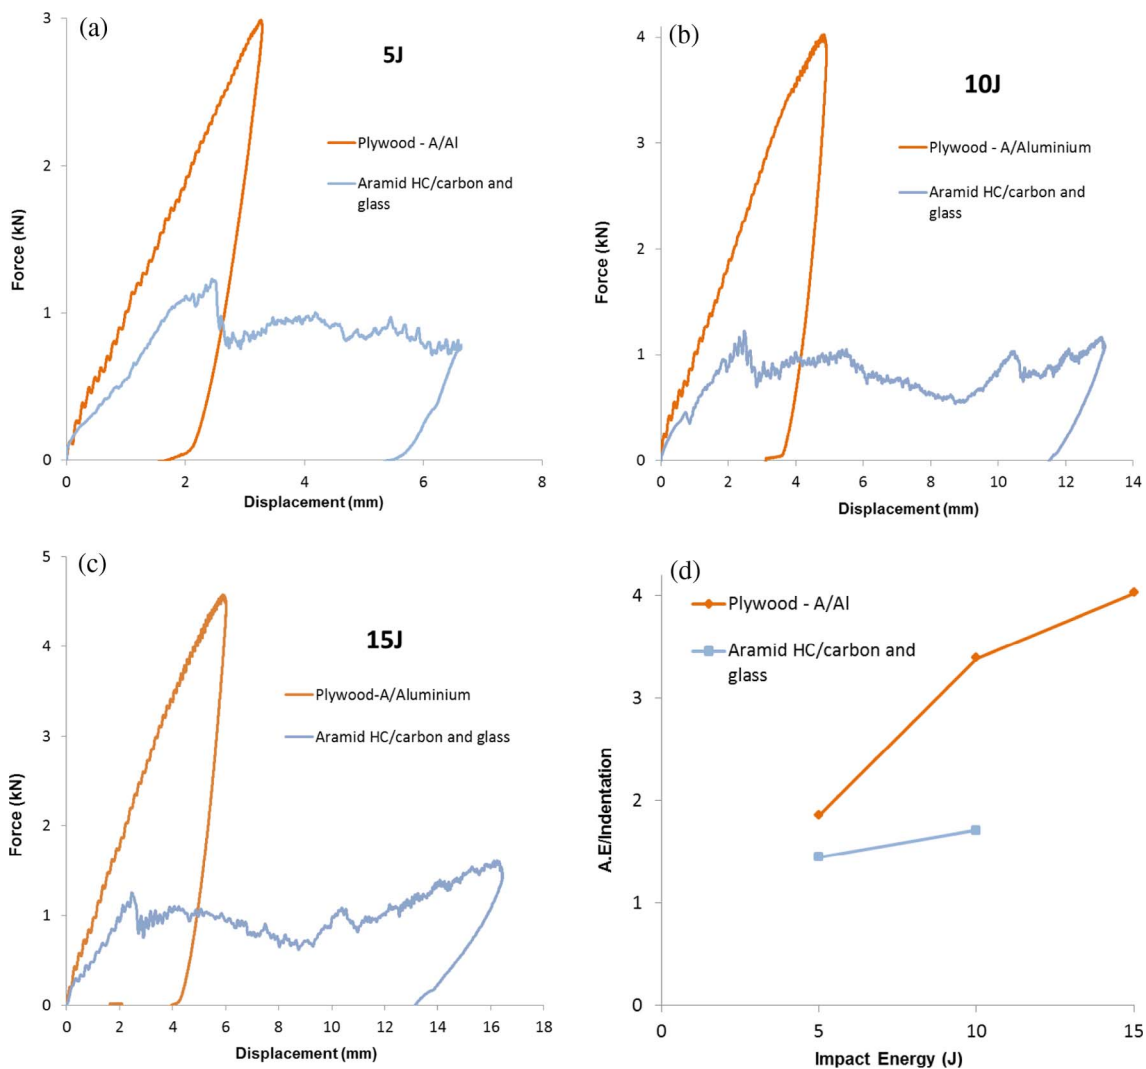 (a)
5J
Plywood - A/Al
Aramid HC/carbon and
glass
Force (kN)
3
2
1
0
0 2 4 6 8
Displacement (mm)
(b)
10J
Plywood - A/Aluminium
Aramid HC/carbon and
glass
Force (kN)
4
3
2
1
0
0 2 4 6 8 10 12 14
Displacement (mm)
(c)
15J
Plywood-A/Aluminium
Aramid HC/carbon and glass
Force (kN)
5
4
3
2
1
0
0 2 4 6 8 10 12 14 16 18
Displacement (mm)
(d)
Plywood - A/Al
Aramid HC/carbon and
glass
A.E/Indentation
4
3
2
1
0
0 5 10 15
Impact Energy (J)